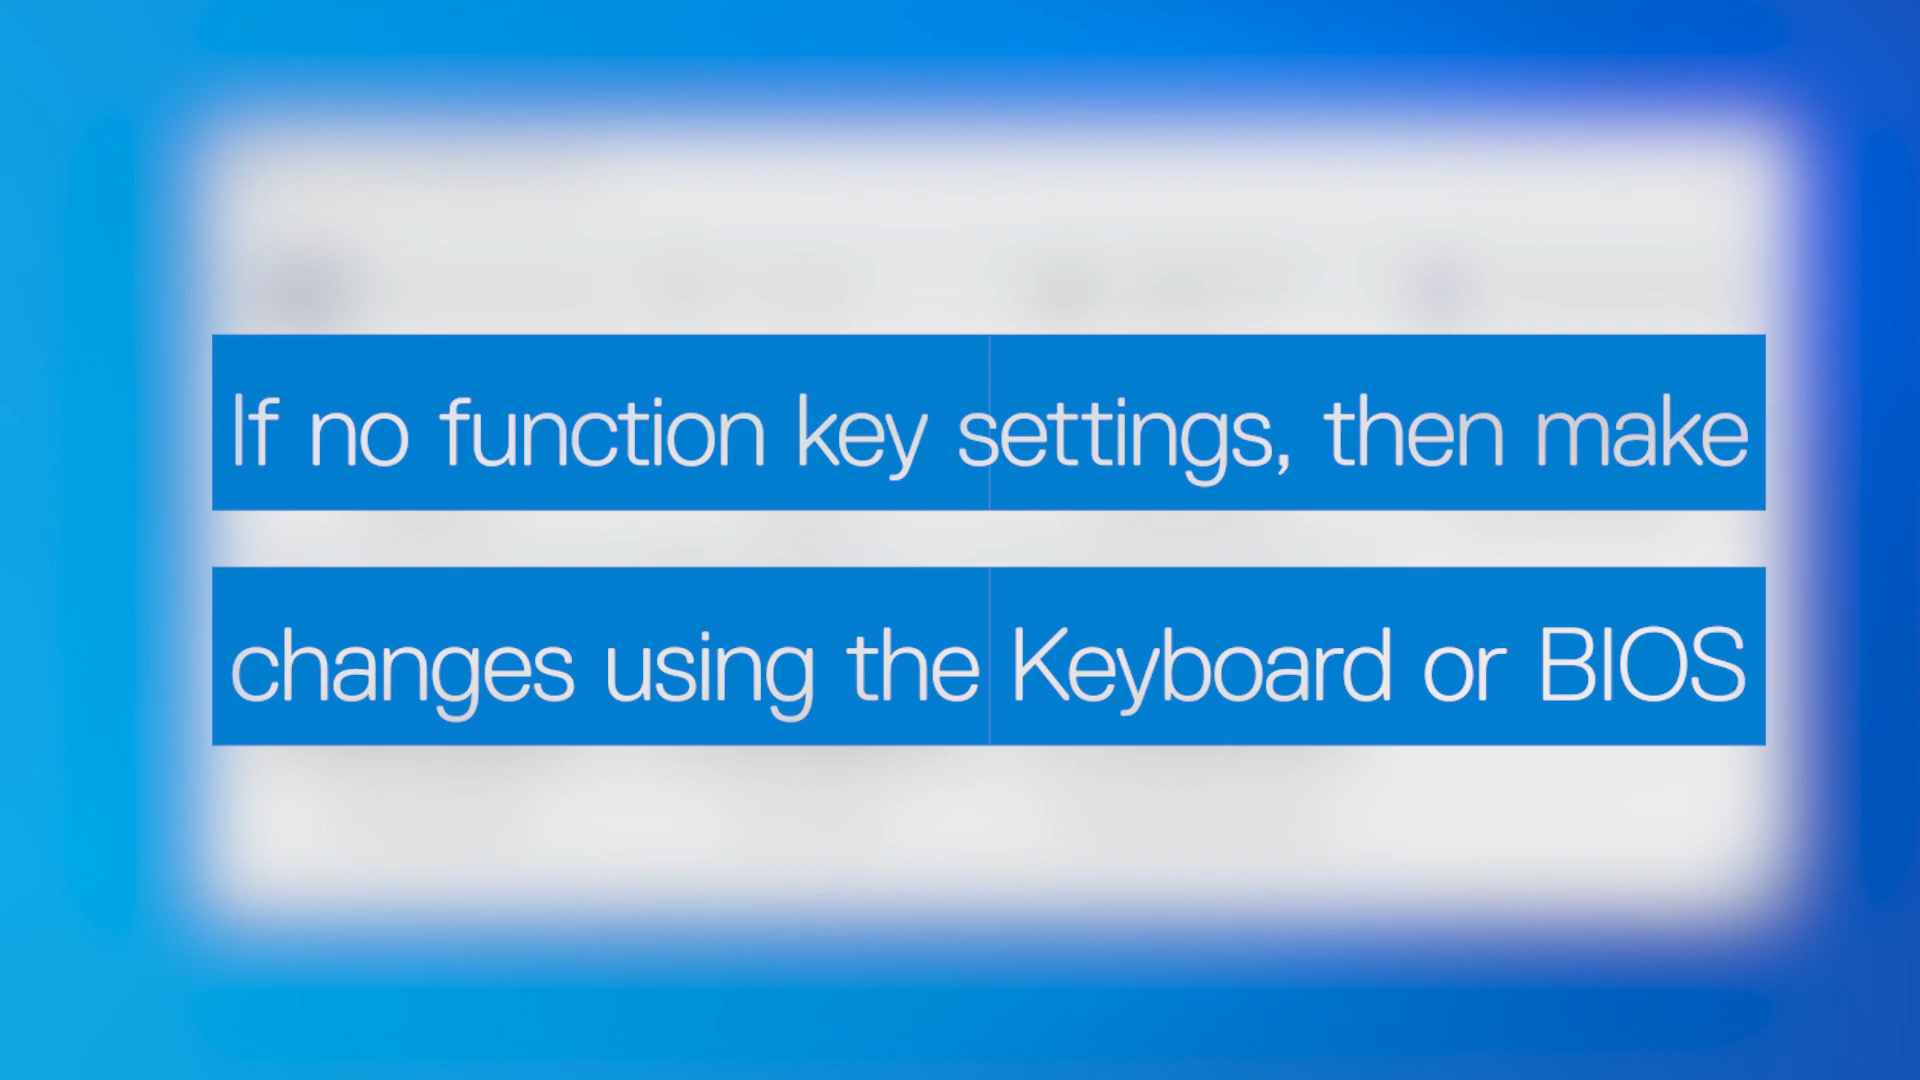 If no function key settings, then make
changes using the Keyboard or BIOS